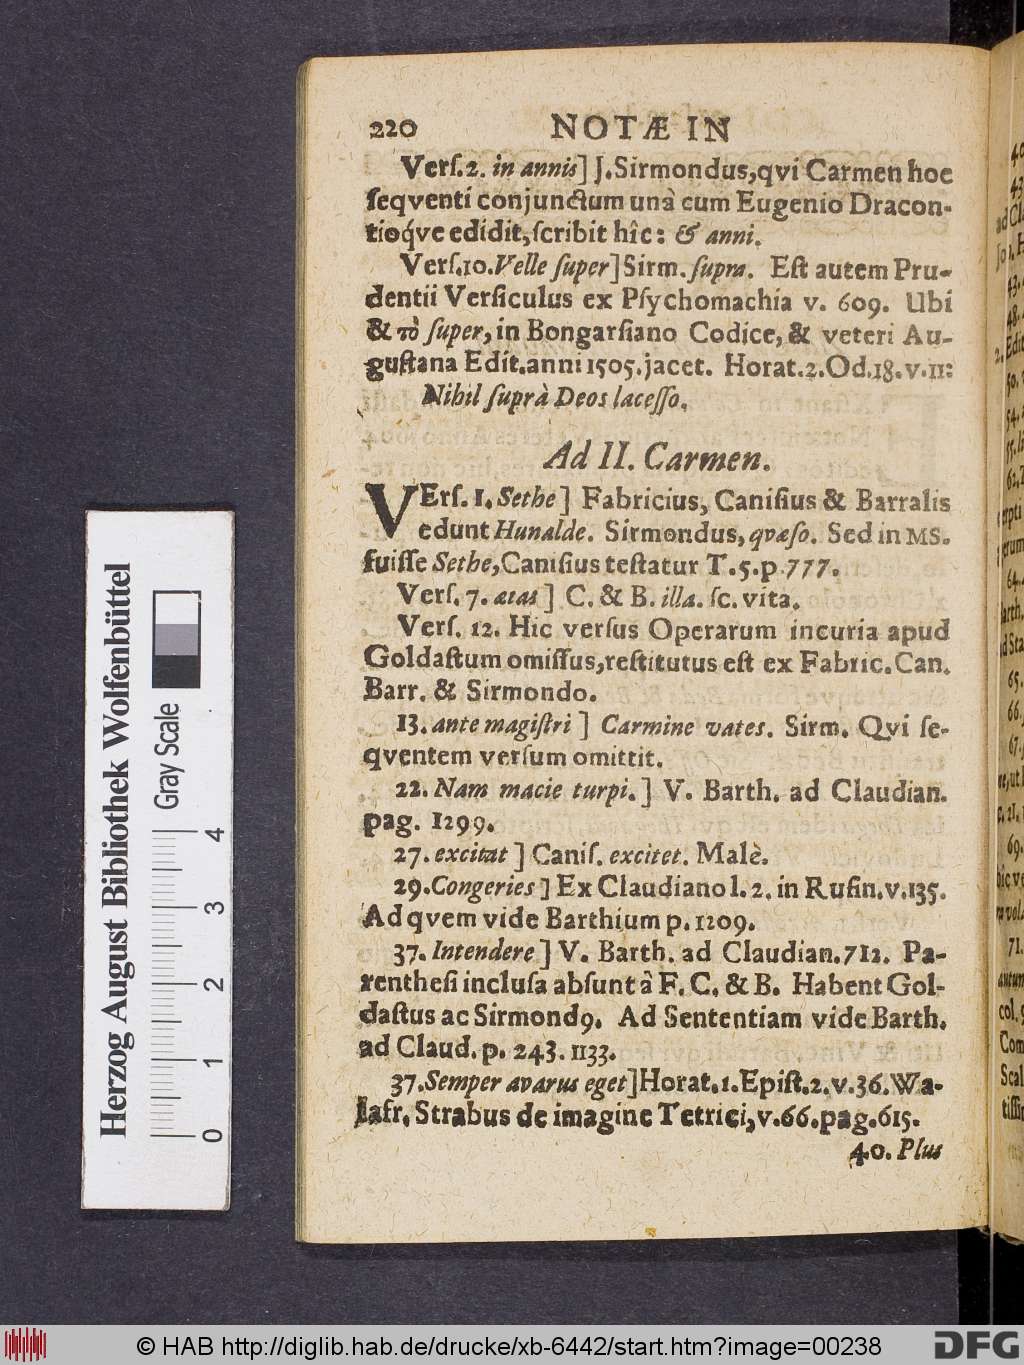 220 NOTÆ IN
Verſ.2. in annis] J.Sirmondus,qvi Carmen hoc
ſeqventi conjunctum unà cum Eugenio Dracon-
tioq́ve edidit,ſcribit hîc: & anni.
Verſ.10.Velle ſuper]Sirm. ſupra. Eſt autem Pru-
dentii Verſiculus ex Pſychomachia v. 609. Ubi
& τὸ ſuper, in Bongarſiano Codice, & veteri Au-
guſtana Edit.anni 1505.jacet. Horat.2.Od.18.v.11:
Nihil ſuprà Deos laceſſo.
Ad II. Carmen.
VErſ. 1. Sethe] Fabricius, Caniſius & Barralis
edunt Hunalde. Sirmondus, qvæſo. Sed in MS.
fuiſſe Sethe,Caniſius teſtatur T.5.p 777.
Verſ. 7. ætas] C. & B. illa. ſc. vita.
Verſ. 12. Hic verſus Operarum incuria apud
Goldaſtum omiſſus,reſtitutus eſt ex Fabric.Can.
Barr. & Sirmondo.
13. ante magiſtri ] Carmine vates. Sirm. Qvi ſe-
qventem verſum omittit.
22. Nam macie turpi.] V. Barth. ad Claudian.
pag. 1299.
27. excitat ] Caniſ. excitet. Malè.
29.Congeries] Ex Claudiano l. 2. in Rufin.v.135.
Ad qvem vide Barthium p. 1209.
37. Intendere] V. Barth. ad Claudian.712. Pa-
rentheſi incluſa abſunt â F. C. & B. Habent Gol-
daſtus ac Sirmondꝰ. Ad Sententiam vide Barth.
ad Claud. p. 243. 1133.
37.Semper avarus eget]Horat.1.Epiſt.2.v.36.Wa-
lafr. Strabus de imagine Tetrici,v.66.pag.615.
40. Plus
Herzog August Bibliothek Wolfenbüttel
Gray Scale
0 1 2 3 4
© HAB http://diglib.hab.de/drucke/xb-6442/start.htm?image=00238
DFG